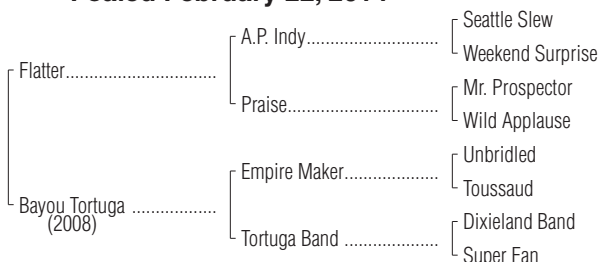 Foaled February 22, 2014
Seattle Slew
A.P. Indy
Weekend Surprise
Flatter
Mr. Prospector
Praise
Wild Applause
Unbridled
Empire Maker
Toussaud
Bayou Tortuga
(2008)
Dixieland Band
Tortuga Band
Super Fan